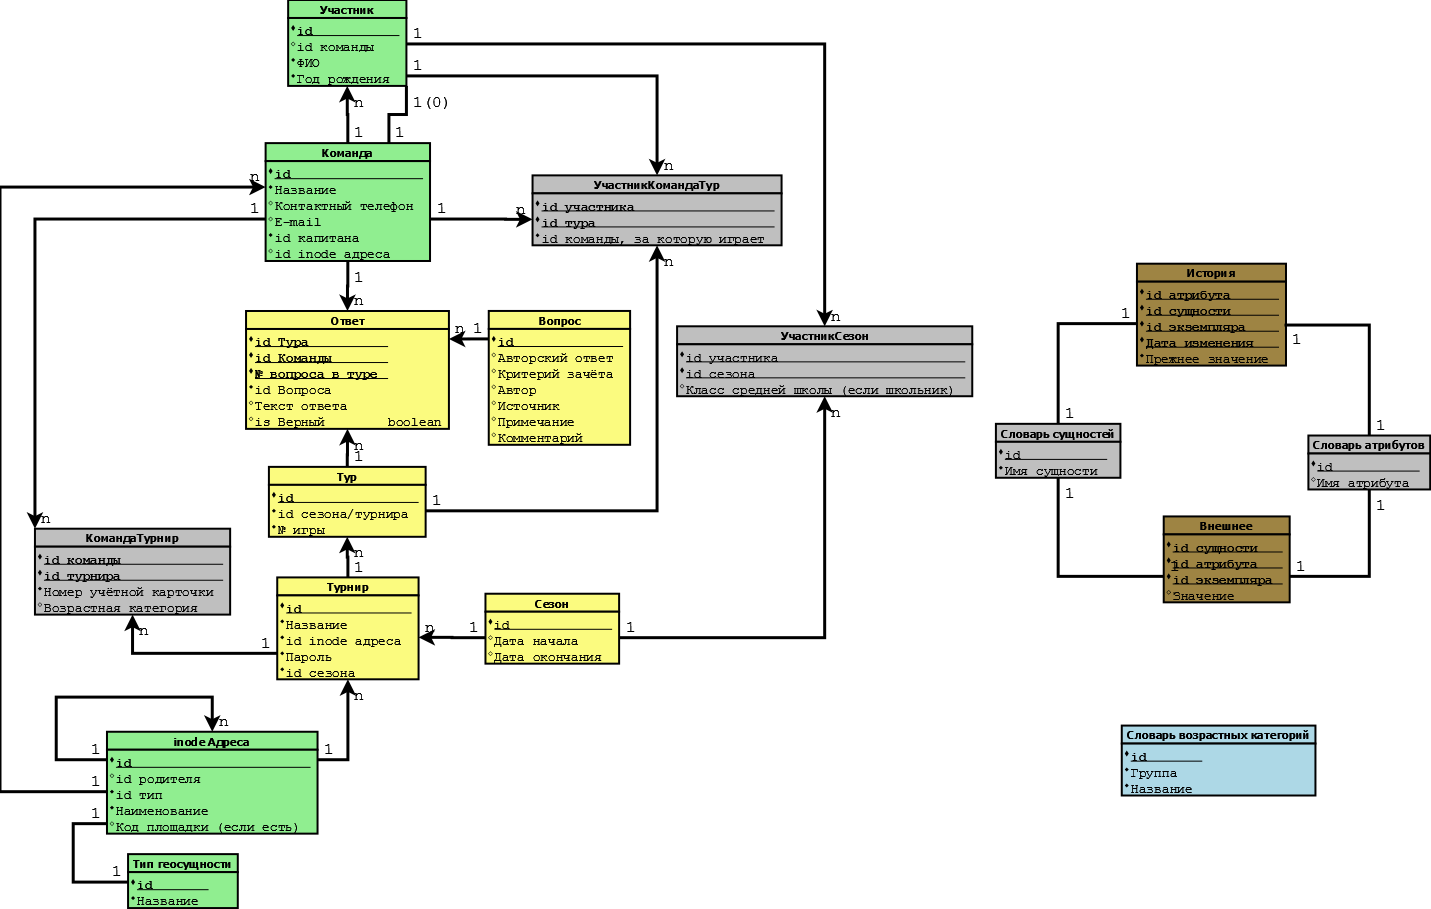 Участник
id
id команды
ФИО
Год рождения
1
1
1(0)
n
1
1
Команда
id
Название
Контактный телефон
E-mail
id капитана
id inode адреса
n
1
1
n
1
n
УчастникКомандаТур
id участника
id тура
id команды, за которую играет
n
n
Ответ
id Тура
id Команды
№ вопроса в туре
id Вопроса
Текст ответа
is Верный boolean
n
1
Вопрос
id
Авторский ответ
Критерий зачёта
Автор
Источник
Примечание
Комментарий
n
УчастникСезон
id участника
id сезона
Класс средней школы (если школьник)
n
n
1
Тур
id
id сезона/турнира
№ игры
1
n
1
n
КомандаТурнир
id команды
id турнира
Номер учётной карточки
Возрастная категория
n
1
Турнир
id
Название
id inode адреса
Пароль
id сезона
n
n
1
Сезон
id
Дата начала
Дата окончания
1
n
1
1
1
1
inode Адреса
id
id родителя
id тип
Наименование
Код площадки (если есть)
1
Тип геосущности
id
Название
История
id атрибута
id сущности
id экземпляра
Дата изменения
Прежнее значение
1
1
1
1
Словарь сущностей
id
Имя сущности
Словарь атрибутов
id
Имя атрибута
1
1
Внешнее
id сущности
id атрибута
id экземпляра
Значение
1
1
Словарь возрастных категорий
id
Группа
Название